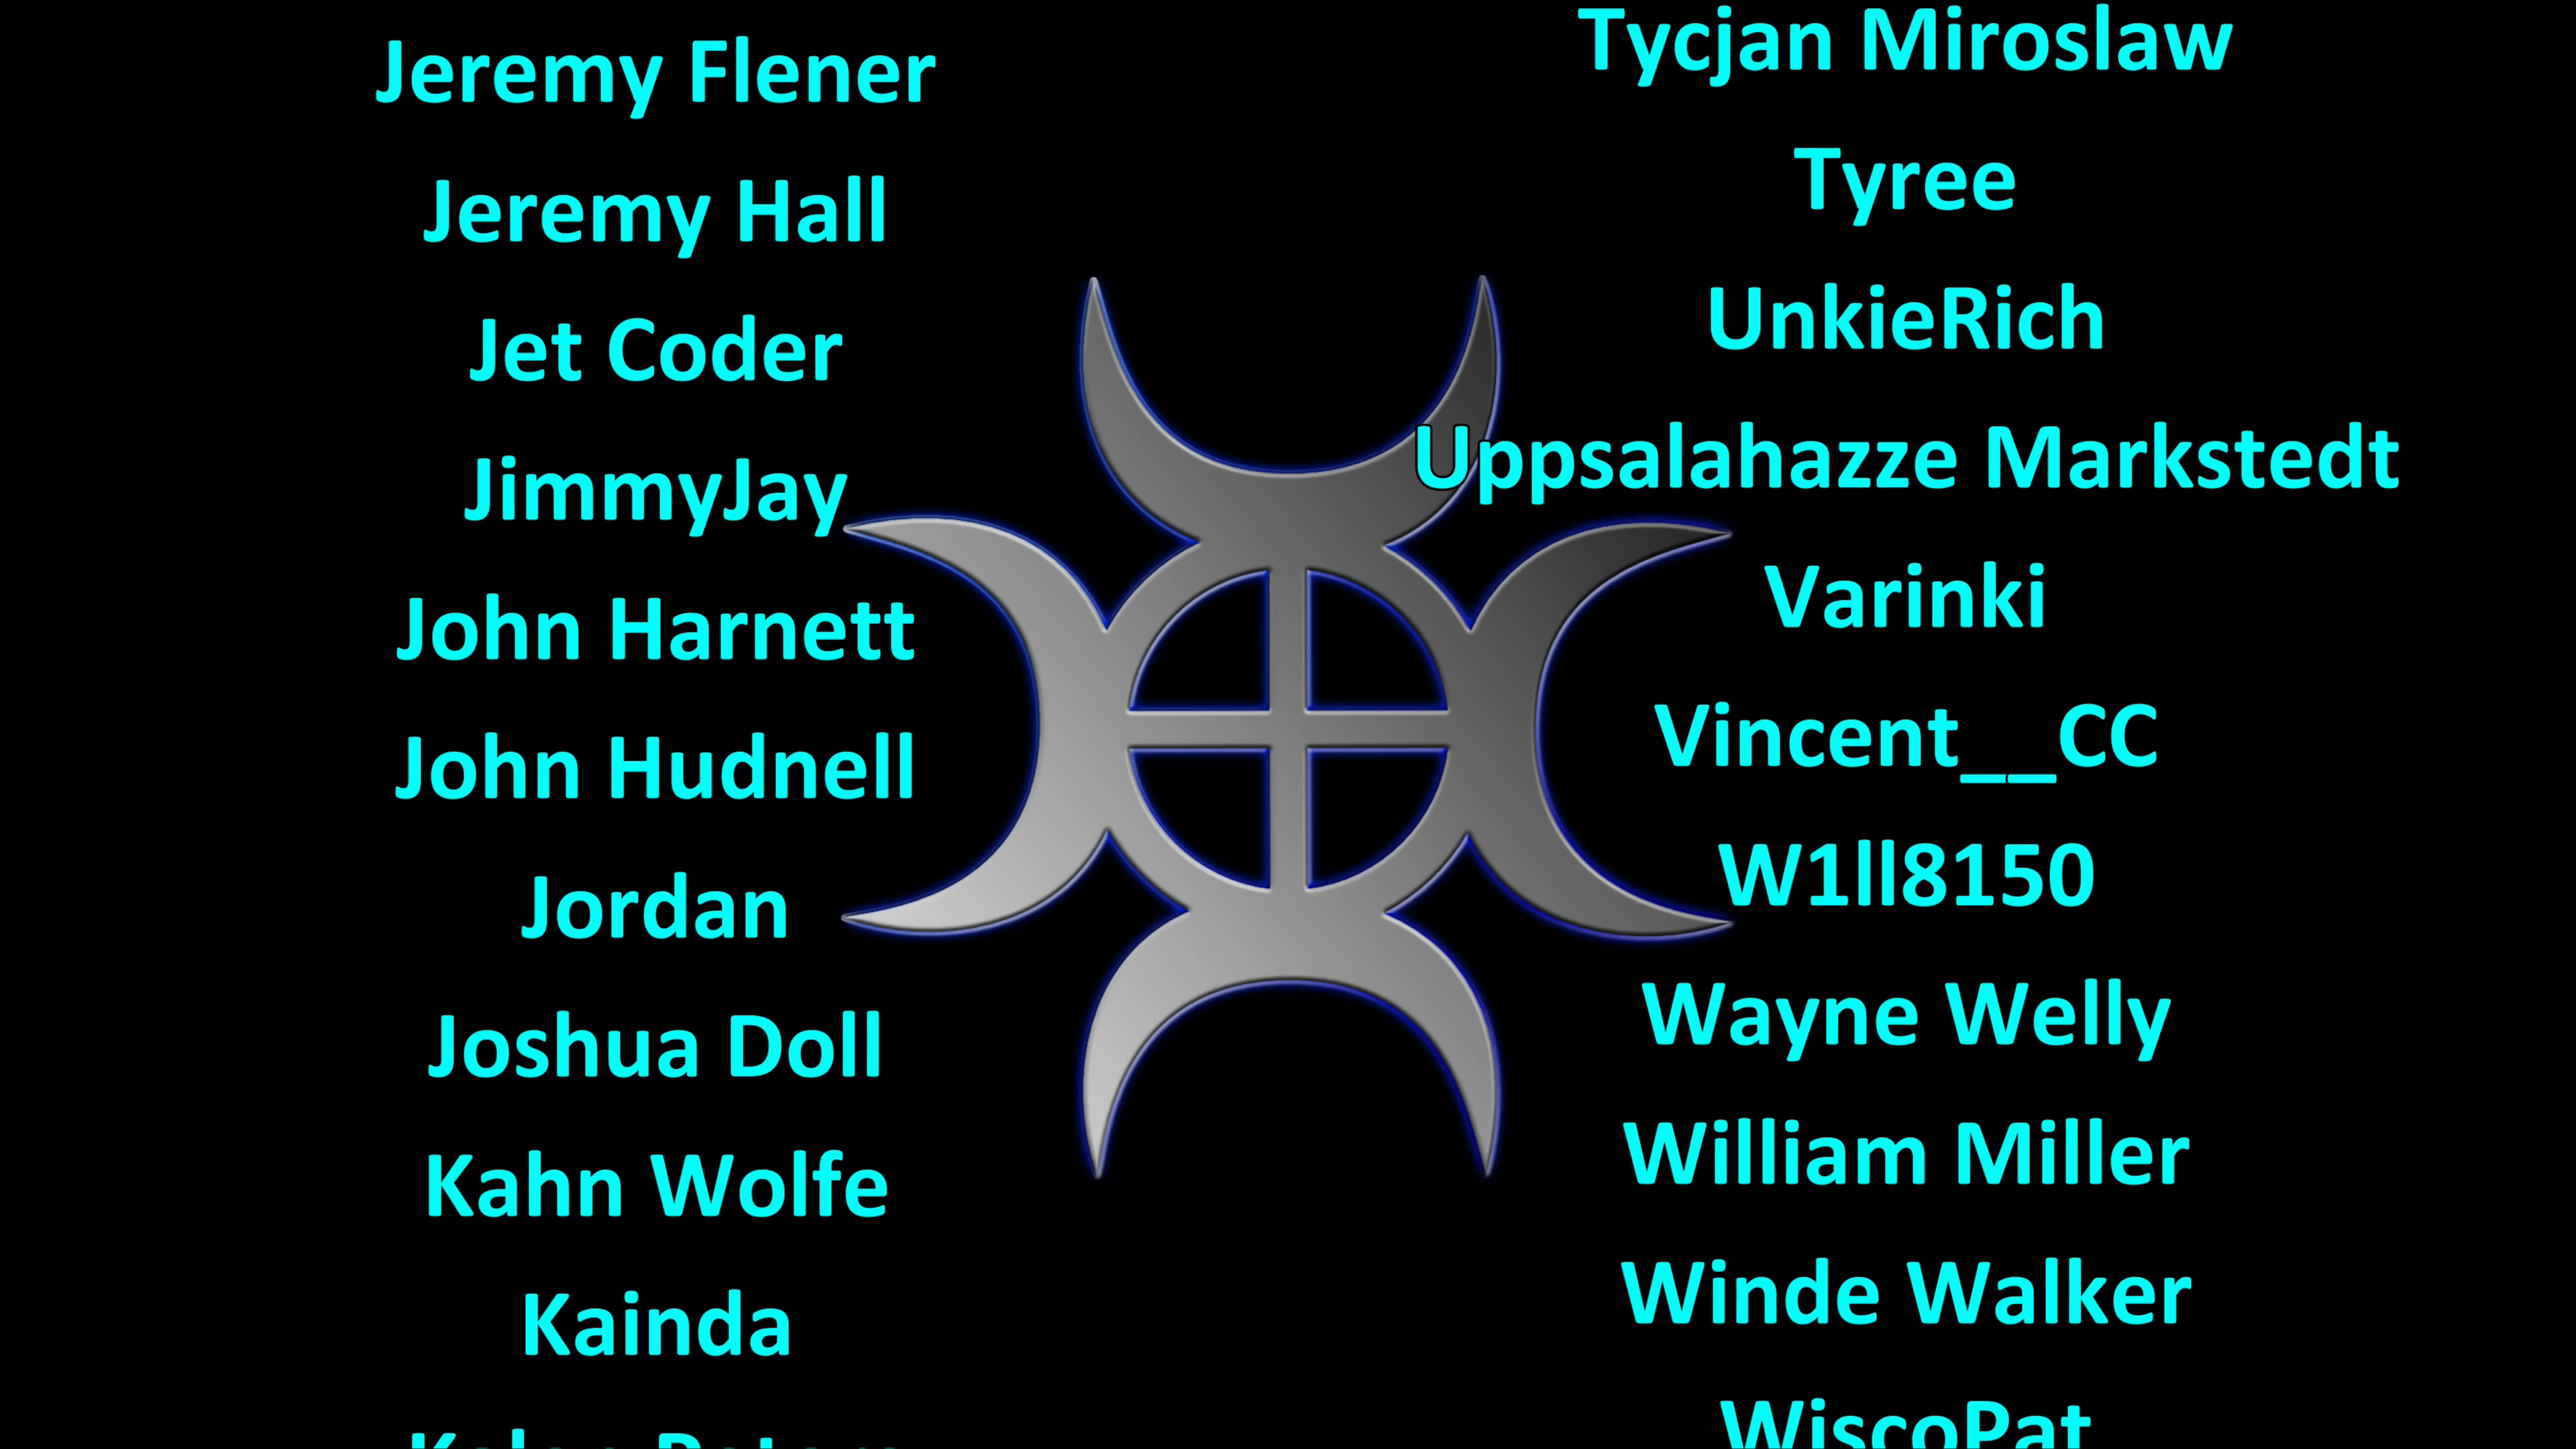 Jeremy Flener
Jeremy Hall
Jet Coder
JimmyJay
John Harnett
John Hudnell
Jordan
Joshua Doll
Kahn Wolfe
Kainda
Tycjan Miroslaw
Tyree
UnkieRich
Uppsalahazze Markstedt
Varinki
Vincent__CC
W1ll8150
Wayne Welly
William Miller
Winde Walker
WiscoPat